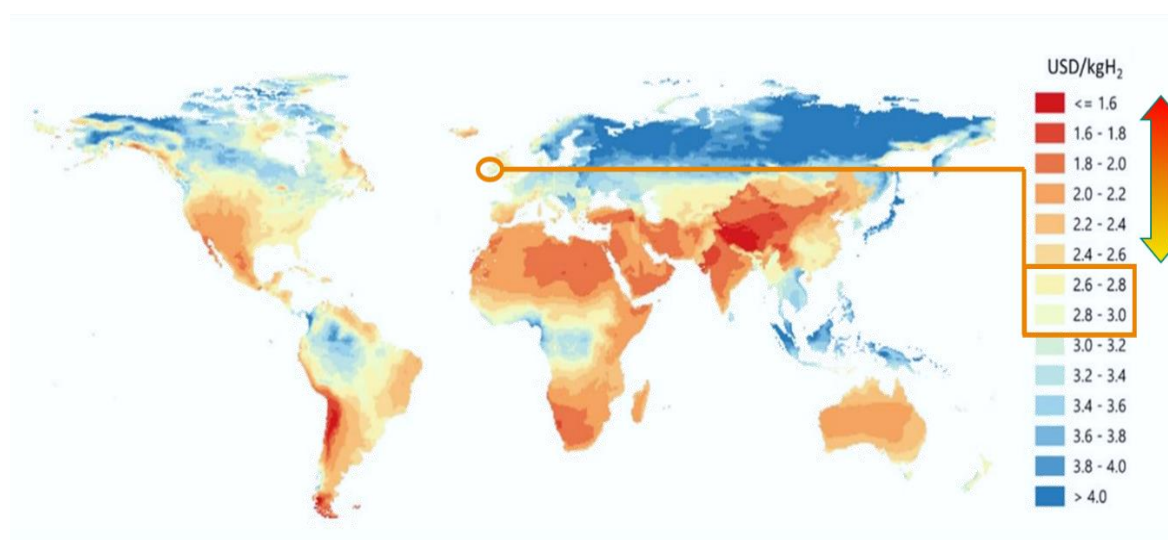 USD/kgH₂
<= 1.6
1.6 - 1.8
1.8 - 2.0
2.0 - 2.2
2.2 - 2.4
2.4 - 2.6
2.6 - 2.8
2.8 - 3.0
3.0 - 3.2
3.2 - 3.4
3.4 - 3.6
3.6 - 3.8
3.8 - 4.0
> 4.0